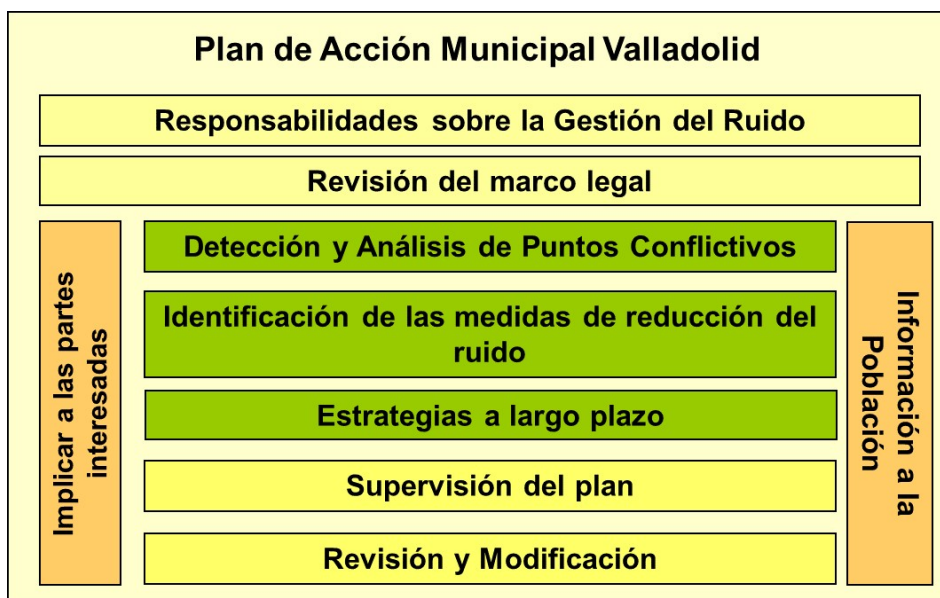 Plan de Acción Municipal Valladolid
Responsabilidades sobre la Gestión del Ruido
Revisión del marco legal
Implicar a las partes
interesadas
Detección y Análisis de Puntos Conflictivos
Identificación de las medidas de reducción del
ruido
Estrategias a largo plazo
Supervisión del plan
Revisión y Modificación
Información a la
Población